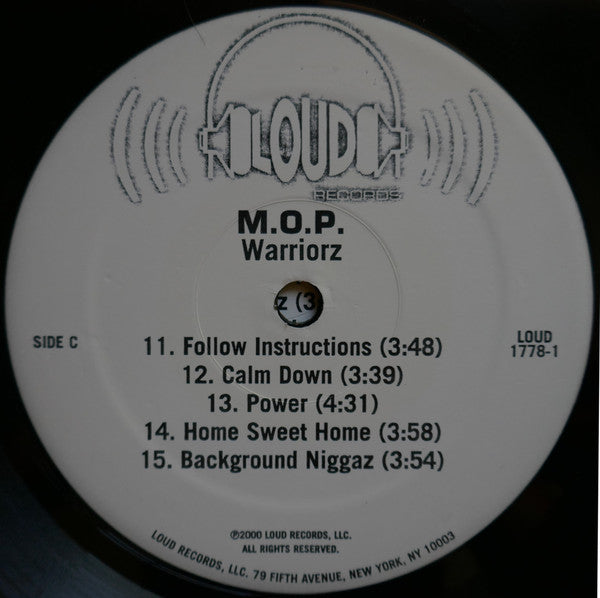 LOUD
RECORDS
M.O.P.
Warriorz
z (3
SIDE C
LOUD
1778-1
11. Follow Instructions (3:48)
12. Calm Down (3:39)
13. Power (4:31)
14. Home Sweet Home (3:58)
15. Background Niggaz (3:54)
℗2000 LOUD RECORDS, LLC.
ALL RIGHTS RESERVED.
LOUD RECORDS, LLC. 79 FIFTH AVENUE, NEW YORK, NY 10003